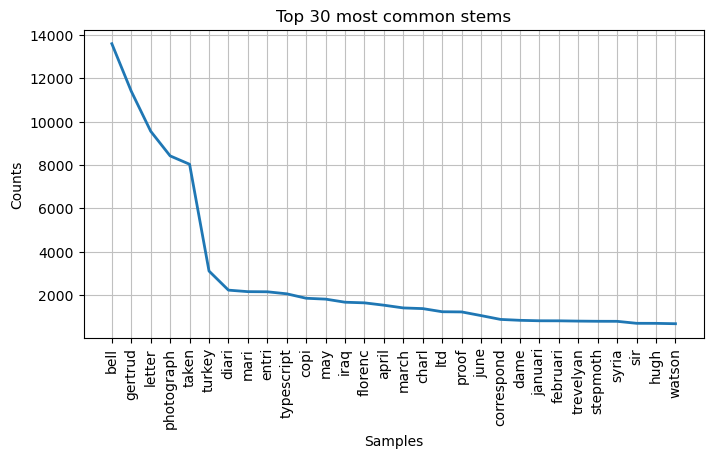 Top 30 most common stems
14000
12000
10000
8000
6000
4000
2000
Counts
bell
gertrud
letter
photograph
taken
turkey
diari
mari
entri
typescript
copi
may
iraq
florenc
april
march
charl
ltd
proof
june
correspond
dame
januari
februari
trevelyan
stepmoth
syria
sir
hugh
watson
Samples